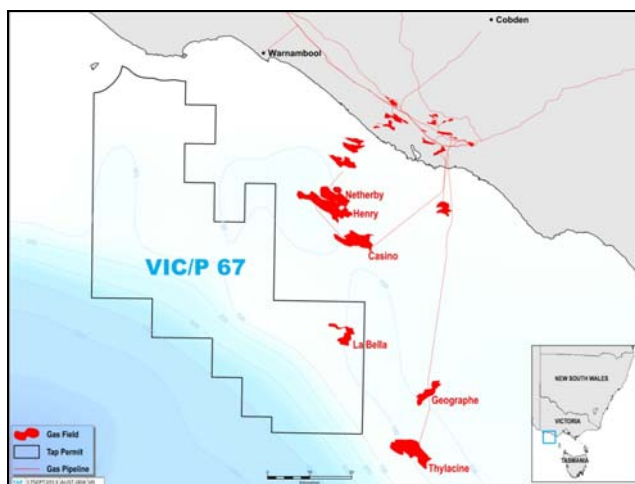 Cobden
Warnambool
Netherby
Henry
Casino
VIC/P 67
La Bella
Geographe
Thylacine
NEW SOUTH WALES
VICTORIA
TASMANIA
Gas Field
Tap Permit
Gas Pipeline